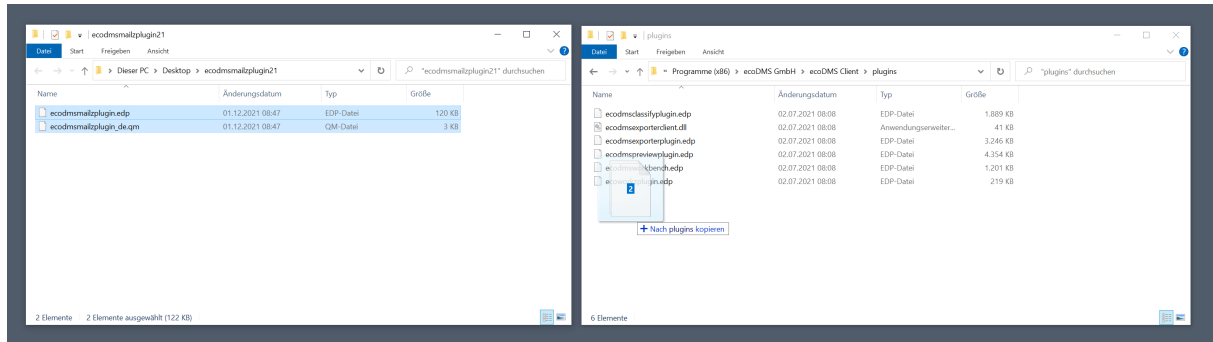 ecodmsmailzplugin21
Datei Start Freigeben Ansicht
Dieser PC > Desktop > ecodmsmailzplugin21
"ecodmsmailzplugin21" durchsuchen
Name Änderungsdatum Typ Größe
ecodmsmailzplugin.edp 01.12.2021 08:47 EDP-Datei 120 KB
ecodmsmailzplugin_de.qm 01.12.2021 08:47 QM-Datei 3 KB
2 Elemente 2 Elemente ausgewählt (122 KB)
plugins
Datei Start Freigeben Ansicht
« Programme (x86) > ecoDMS GmbH > ecoDMS Client > plugins
"plugins" durchsuchen
Name Änderungsdatum Typ Größe
ecodmsclassifyplugin.edp 02.07.2021 08:08 EDP-Datei 1.889 KB
ecodmsexporterclient.dll 02.07.2021 08:08 Anwendungserweiter... 41 KB
ecodmsexporterplugin.edp 02.07.2021 08:08 EDP-Datei 3.246 KB
ecodmspreviewplugin.edp 02.07.2021 08:08 EDP-Datei 4.354 KB
02.07.2021 08:08 EDP-Datei 1.201 KB
02.07.2021 08:08 EDP-Datei 219 KB
2
+ Nach plugins kopieren
6 Elemente